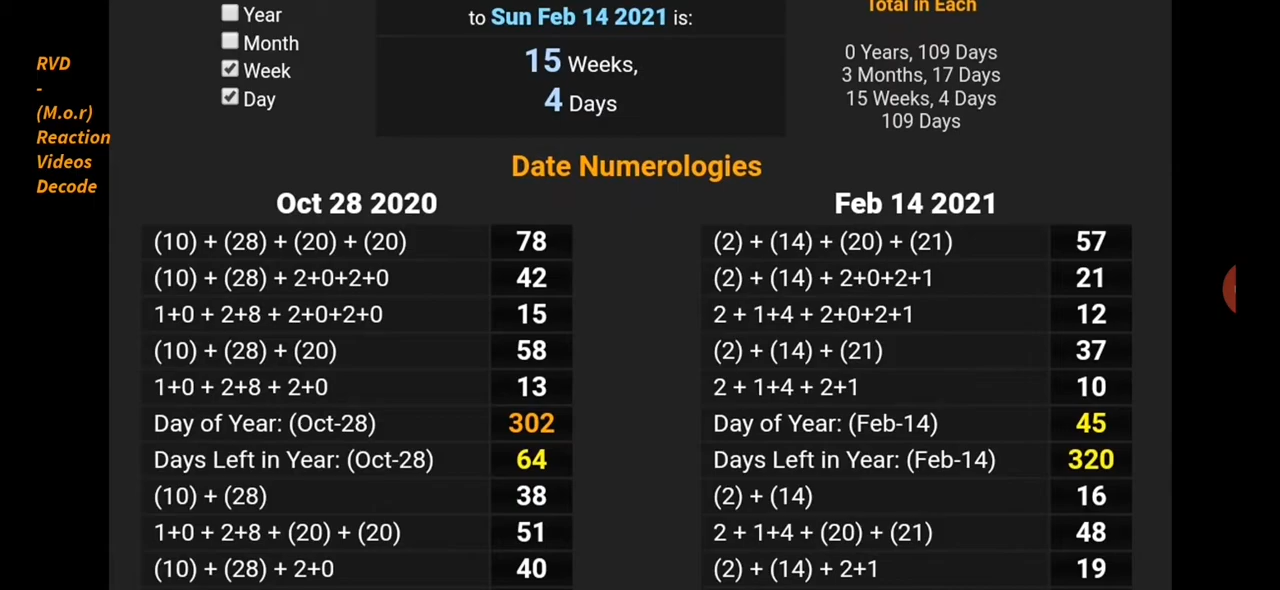 Year
Month
Week
Day
to Sun Feb 14 2021 is:
15 Weeks,
4 Days
Total in Each
0 Years, 109 Days
3 Months, 17 Days
15 Weeks, 4 Days
109 Days
RVD
-
(M.o.r)
Reaction
Videos
Decode
Date Numerologies
Oct 28 2020
(10) + (28) + (20) + (20) 78
(10) + (28) + 2+0+2+0 42
1+0 + 2+8 + 2+0+2+0 15
(10) + (28) + (20) 58
1+0 + 2+8 + 2+0 13
Day of Year: (Oct-28) 302
Days Left in Year: (Oct-28) 64
(10) + (28) 38
1+0 + 2+8 + (20) + (20) 51
(10) + (28) + 2+0 40
Feb 14 2021
(2) + (14) + (20) + (21) 57
(2) + (14) + 2+0+2+1 21
2 + 1+4 + 2+0+2+1 12
(2) + (14) + (21) 37
2 + 1+4 + 2+1 10
Day of Year: (Feb-14) 45
Days Left in Year: (Feb-14) 320
(2) + (14) 16
2 + 1+4 + (20) + (21) 48
(2) + (14) + 2+1 19